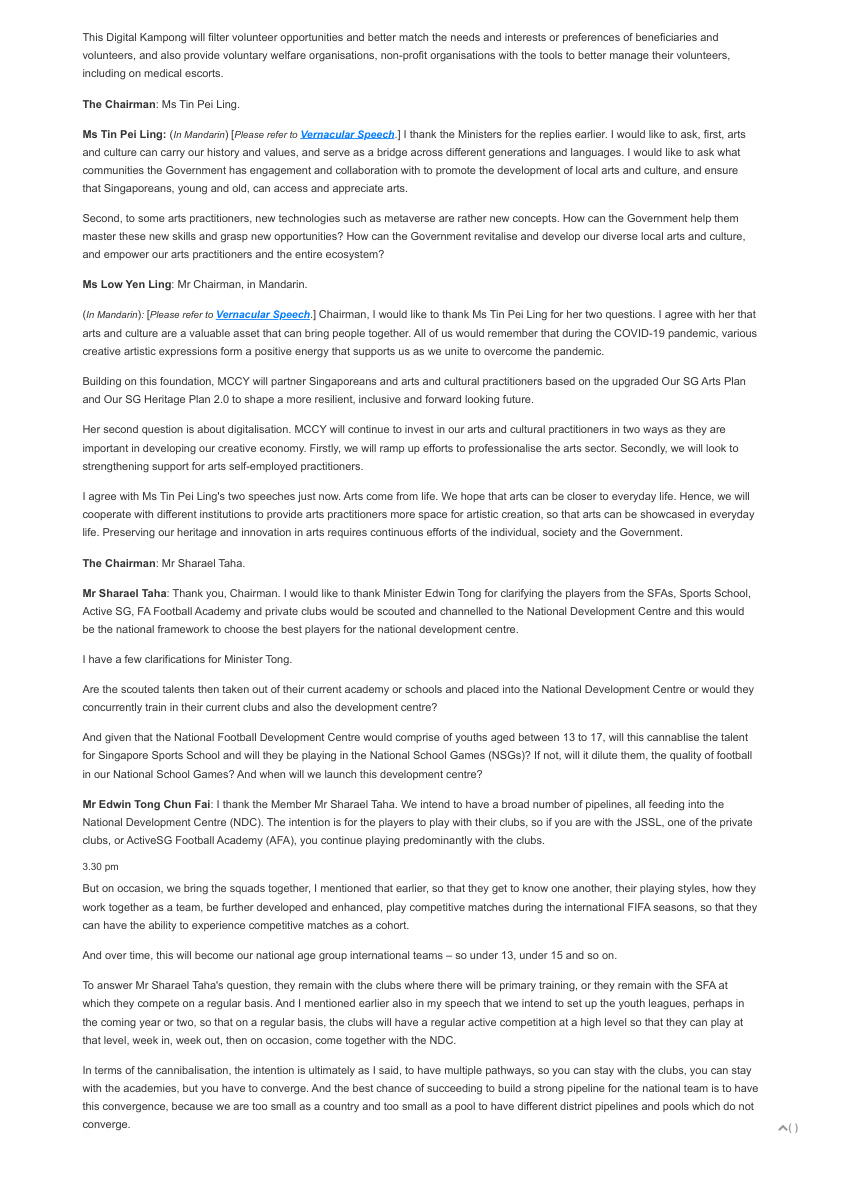 This Digital Kampong will filter volunteer opportunities and better match the needs and interests or preferences of beneficiaries and
volunteers, and also provide voluntary welfare organisations, non-profit organisations with the tools to better manage their volunteers,
including on medical escorts.
The Chairman: Ms Tin Pei Ling.
Ms Tin Pei Ling: (In Mandarin) [Please refer to Vernacular Speech.] I thank the Ministers for the replies earlier. I would like to ask, first, arts
and culture can carry our history and values, and serve as a bridge across different generations and languages. I would like to ask what
communities the Government has engagement and collaboration with to promote the development of local arts and culture, and ensure
that Singaporeans, young and old, can access and appreciate arts.
Second, to some arts practitioners, new technologies such as metaverse are rather new concepts. How can the Government help them
master these new skills and grasp new opportunities? How can the Government revitalise and develop our diverse local arts and culture,
and empower our arts practitioners and the entire ecosystem?
Ms Low Yen Ling: Mr Chairman, in Mandarin.
(In Mandarin): [Please refer to Vernacular Speech.] Chairman, I would like to thank Ms Tin Pei Ling for her two questions. I agree with her that
arts and culture are a valuable asset that can bring people together. All of us would remember that during the COVID-19 pandemic, various
creative artistic expressions form a positive energy that supports us as we unite to overcome the pandemic.
Building on this foundation, MCCY will partner Singaporeans and arts and cultural practitioners based on the upgraded Our SG Arts Plan
and Our SG Heritage Plan 2.0 to shape a more resilient, inclusive and forward looking future.
Her second question is about digitalisation. MCCY will continue to invest in our arts and cultural practitioners in two ways as they are
important in developing our creative economy. Firstly, we will ramp up efforts to professionalise the arts sector. Secondly, we will look to
strengthening support for arts self-employed practitioners.
I agree with Ms Tin Pei Ling's two speeches just now. Arts come from life. We hope that arts can be closer to everyday life. Hence, we will
cooperate with different institutions to provide arts practitioners more space for artistic creation, so that arts can be showcased in everyday
life. Preserving our heritage and innovation in arts requires continuous efforts of the individual, society and the Government.
The Chairman: Mr Sharael Taha.
Mr Sharael Taha: Thank you, Chairman. I would like to thank Minister Edwin Tong for clarifying the players from the SFAs, Sports School,
Active SG, FA Football Academy and private clubs would be scouted and channelled to the National Development Centre and this would
be the national framework to choose the best players for the national development centre.
I have a few clarifications for Minister Tong.
Are the scouted talents then taken out of their current academy or schools and placed into the National Development Centre or would they
concurrently train in their current clubs and also the development centre?
And given that the National Football Development Centre would comprise of youths aged between 13 to 17, will this cannablise the talent
for Singapore Sports School and will they be playing in the National School Games (NSGs)? If not, will it dilute them, the quality of football
in our National School Games? And when will we launch this development centre?
Mr Edwin Tong Chun Fai: I thank the Member Mr Sharael Taha. We intend to have a broad number of pipelines, all feeding into the
National Development Centre (NDC). The intention is for the players to play with their clubs, so if you are with the JSSL, one of the private
clubs, or ActiveSG Football Academy (AFA), you continue playing predominantly with the clubs.
3.30 pm
But on occasion, we bring the squads together, I mentioned that earlier, so that they get to know one another, their playing styles, how they
work together as a team, be further developed and enhanced, play competitive matches during the international FIFA seasons, so that they
can have the ability to experience competitive matches as a cohort.
And over time, this will become our national age group international teams – so under 13, under 15 and so on.
To answer Mr Sharael Taha's question, they remain with the clubs where there will be primary training, or they remain with the SFA at
which they compete on a regular basis. And I mentioned earlier also in my speech that we intend to set up the youth leagues, perhaps in
the coming year or two, so that on a regular basis, the clubs will have a regular active competition at a high level so that they can play at
that level, week in, week out, then on occasion, come together with the NDC.
In terms of the cannibalisation, the intention is ultimately as I said, to have multiple pathways, so you can stay with the clubs, you can stay
with the academies, but you have to converge. And the best chance of succeeding to build a strong pipeline for the national team is to have
this convergence, because we are too small as a country and too small as a pool to have different district pipelines and pools which do not
converge.
( )